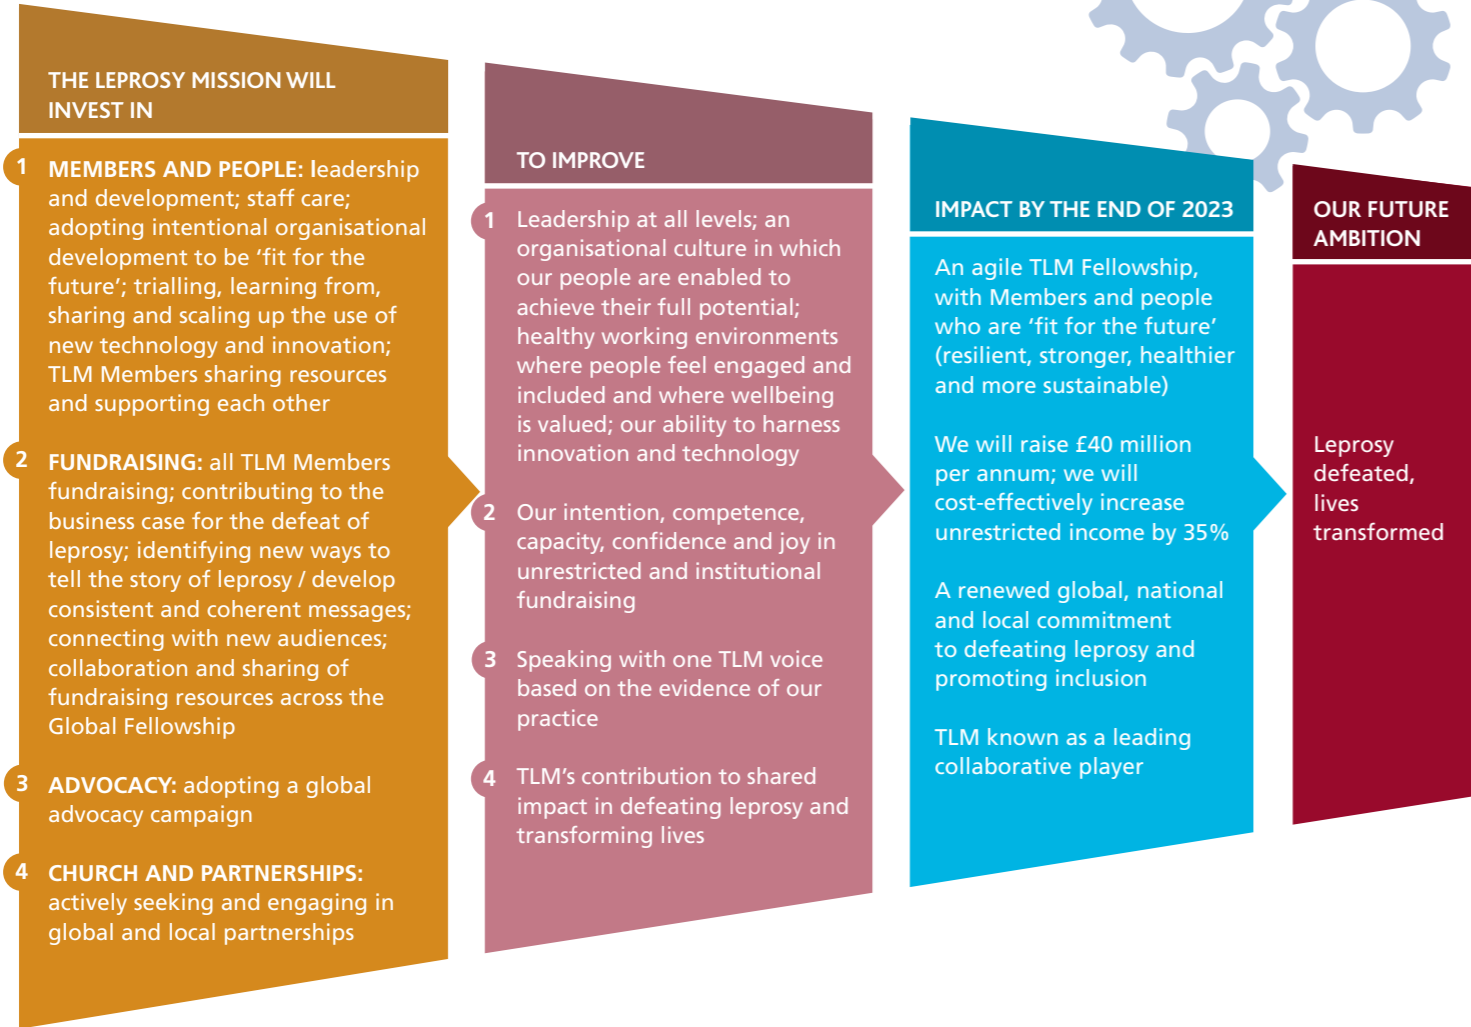 THE LEPROSY MISSION WILL
INVEST IN
1 MEMBERS AND PEOPLE: leadership
and development; staff care;
adopting intentional organisational
development to be ‘fit for the
future’; trialling, learning from,
sharing and scaling up the use of
new technology and innovation;
TLM Members sharing resources
and supporting each other
2 FUNDRAISING: all TLM Members
fundraising; contributing to the
business case for the defeat of
leprosy; identifying new ways to
tell the story of leprosy / develop
consistent and coherent messages;
connecting with new audiences;
collaboration and sharing of
fundraising resources across the
Global Fellowship
3 ADVOCACY: adopting a global
advocacy campaign
4 CHURCH AND PARTNERSHIPS:
actively seeking and engaging in
global and local partnerships
TO IMPROVE
1 Leadership at all levels; an
organisational culture in which
our people are enabled to
achieve their full potential;
healthy working environments
where people feel engaged and
included and where wellbeing
is valued; our ability to harness
innovation and technology
2 Our intention, competence,
capacity, confidence and joy in
unrestricted and institutional
fundraising
3 Speaking with one TLM voice
based on the evidence of our
practice
4 TLM’s contribution to shared
impact in defeating leprosy and
transforming lives
IMPACT BY THE END OF 2023
An agile TLM Fellowship,
with Members and people
who are ‘fit for the future’
(resilient, stronger, healthier
and more sustainable)
We will raise £40 million
per annum; we will
cost-effectively increase
unrestricted income by 35%
A renewed global, national
and local commitment
to defeating leprosy and
promoting inclusion
TLM known as a leading
collaborative player
OUR FUTURE
AMBITION
Leprosy
defeated,
lives
transformed